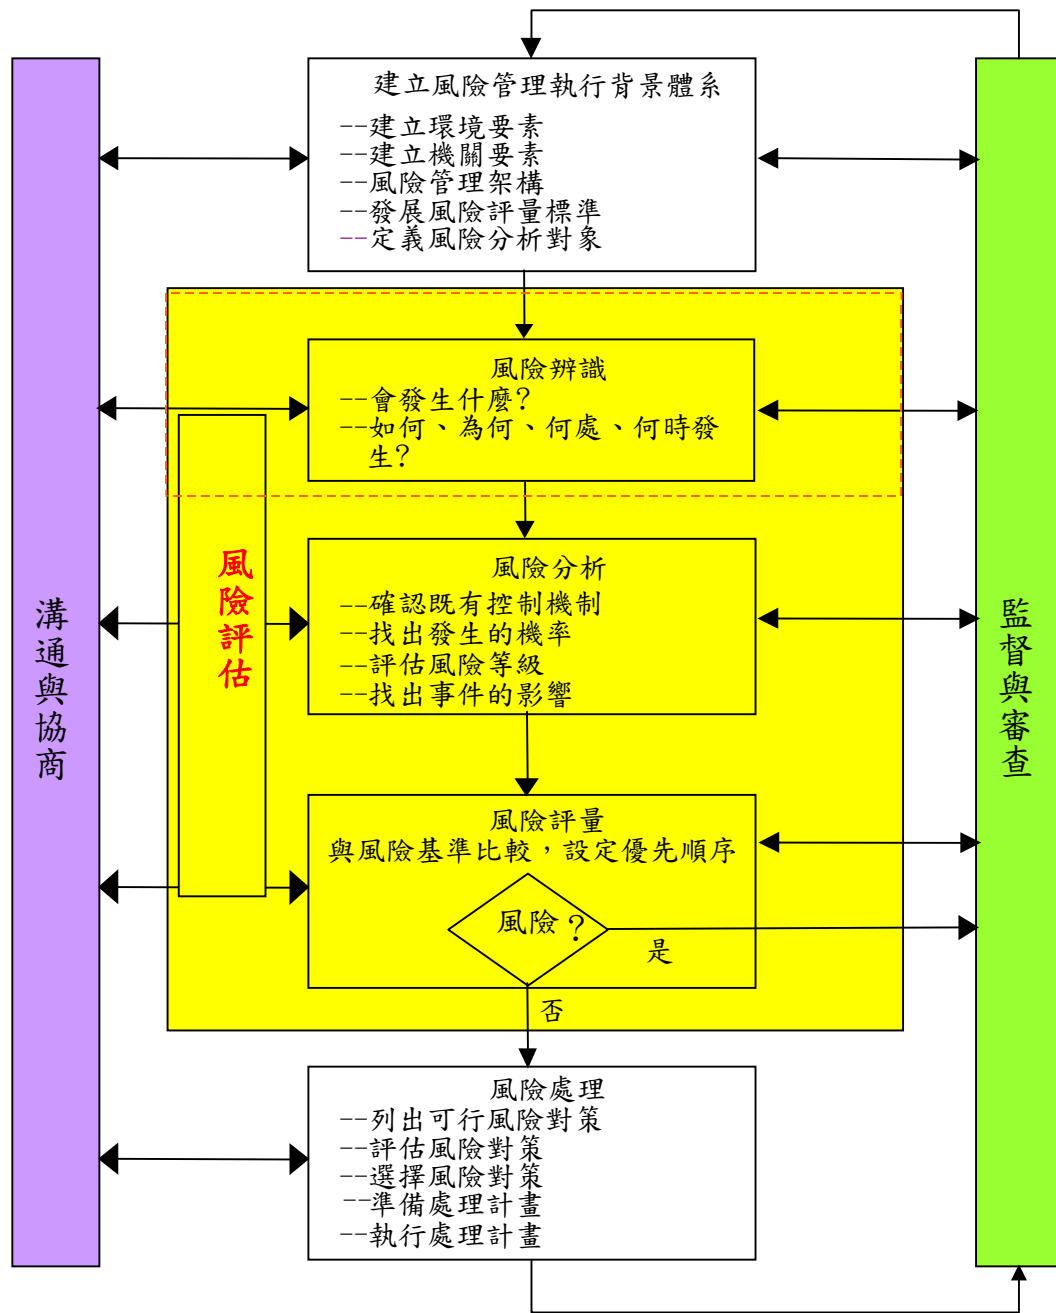 建立風險管理執行背景體系
--建立環境要素
--建立機關要素
--風險管理架構
--發展風險評量標準
--定義風險分析對象
風險辨識
--會發生什麼?
--如何、為何、何處、何時發
生?
風險分析
--確認既有控制機制
--找出發生的機率
--評估風險等級
--找出事件的影響
風險評估
溝通與協商
監督與審查
風險評量
與風險基準比較，設定優先順序
風險?
是
否
風險處理
--列出可行風險對策
--評估風險對策
--選擇風險對策
--準備處理計畫
--執行處理計畫